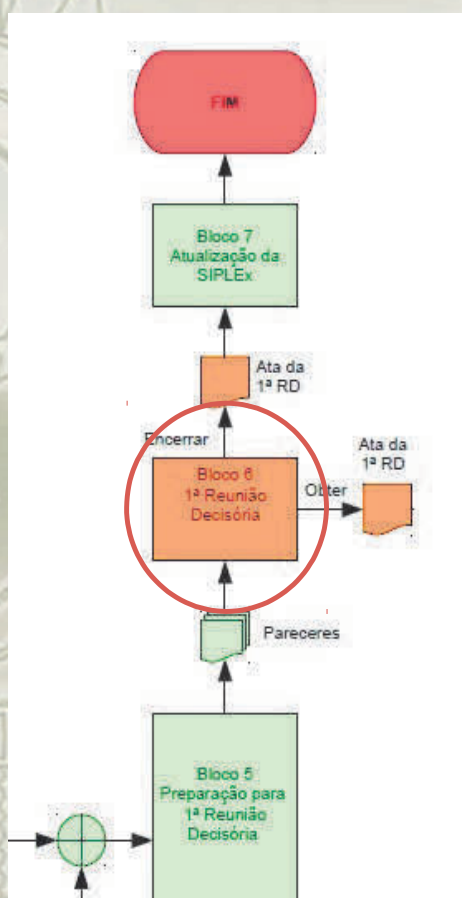 FIM
Bloco 7
Atualização da
SIPLEx
Ata da
1ª RD
Encerrar
Bloco 6
1ª Reunião
Decisória
Obter
Ata da
1ª RD
Pareceres
Bloco 5
Preparação para
1ª Reunião
Decisória